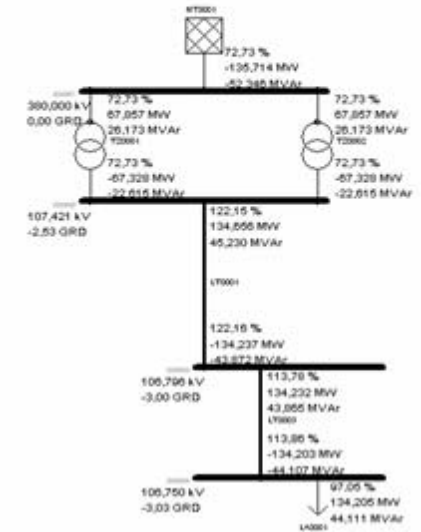 NT0001
72,73 %
-135,714 MW
-52,346 MVAr
380,000 kV
0,00 GRD
72,73 %
67,857 MW
26,173 MVAr
T20001
72,73 %
67,857 MW
26,173 MVAr
T20002
72,73 %
-67,328 MW
-22,615 MVAr
72,73 %
-67,328 MW
-22,615 MVAr
107,421 kV
-2,53 GRD
122,15 %
134,656 MW
45,230 MVAr
LT0001
122,16 %
-134,237 MW
-43,872 MVAr
106,796 kV
-3,00 GRD
113,78 %
134,232 MW
43,865 MVAr
LT0003
113,86 %
-134,203 MW
-44,107 MVAr
106,750 kV
-3,03 GRD
97,05 %
134,205 MW
44,111 MVAr
LA0001